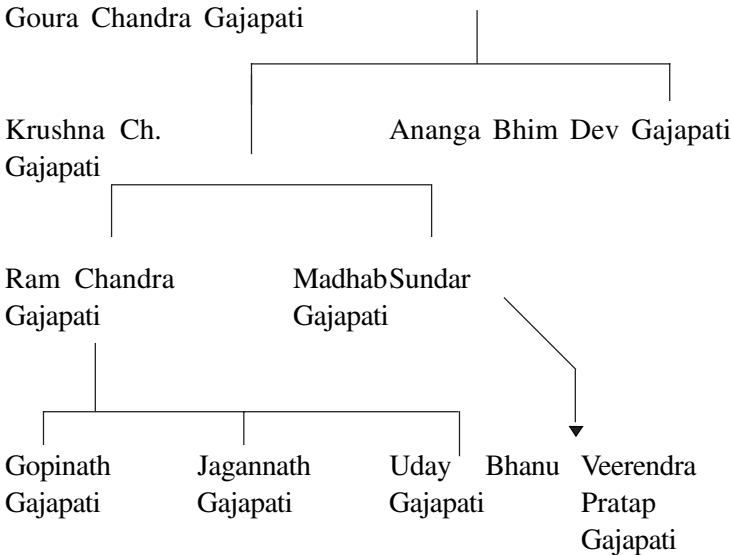 Goura Chandra Gajapati
Krushna Ch.
Gajapati
Ananga Bhim Dev Gajapati
Ram Chandra
Gajapati
MadhabSundar
Gajapati
Gopinath
Gajapati
Jagannath
Gajapati
Uday Bhanu
Gajapati
Veerendra
Pratap
Gajapati